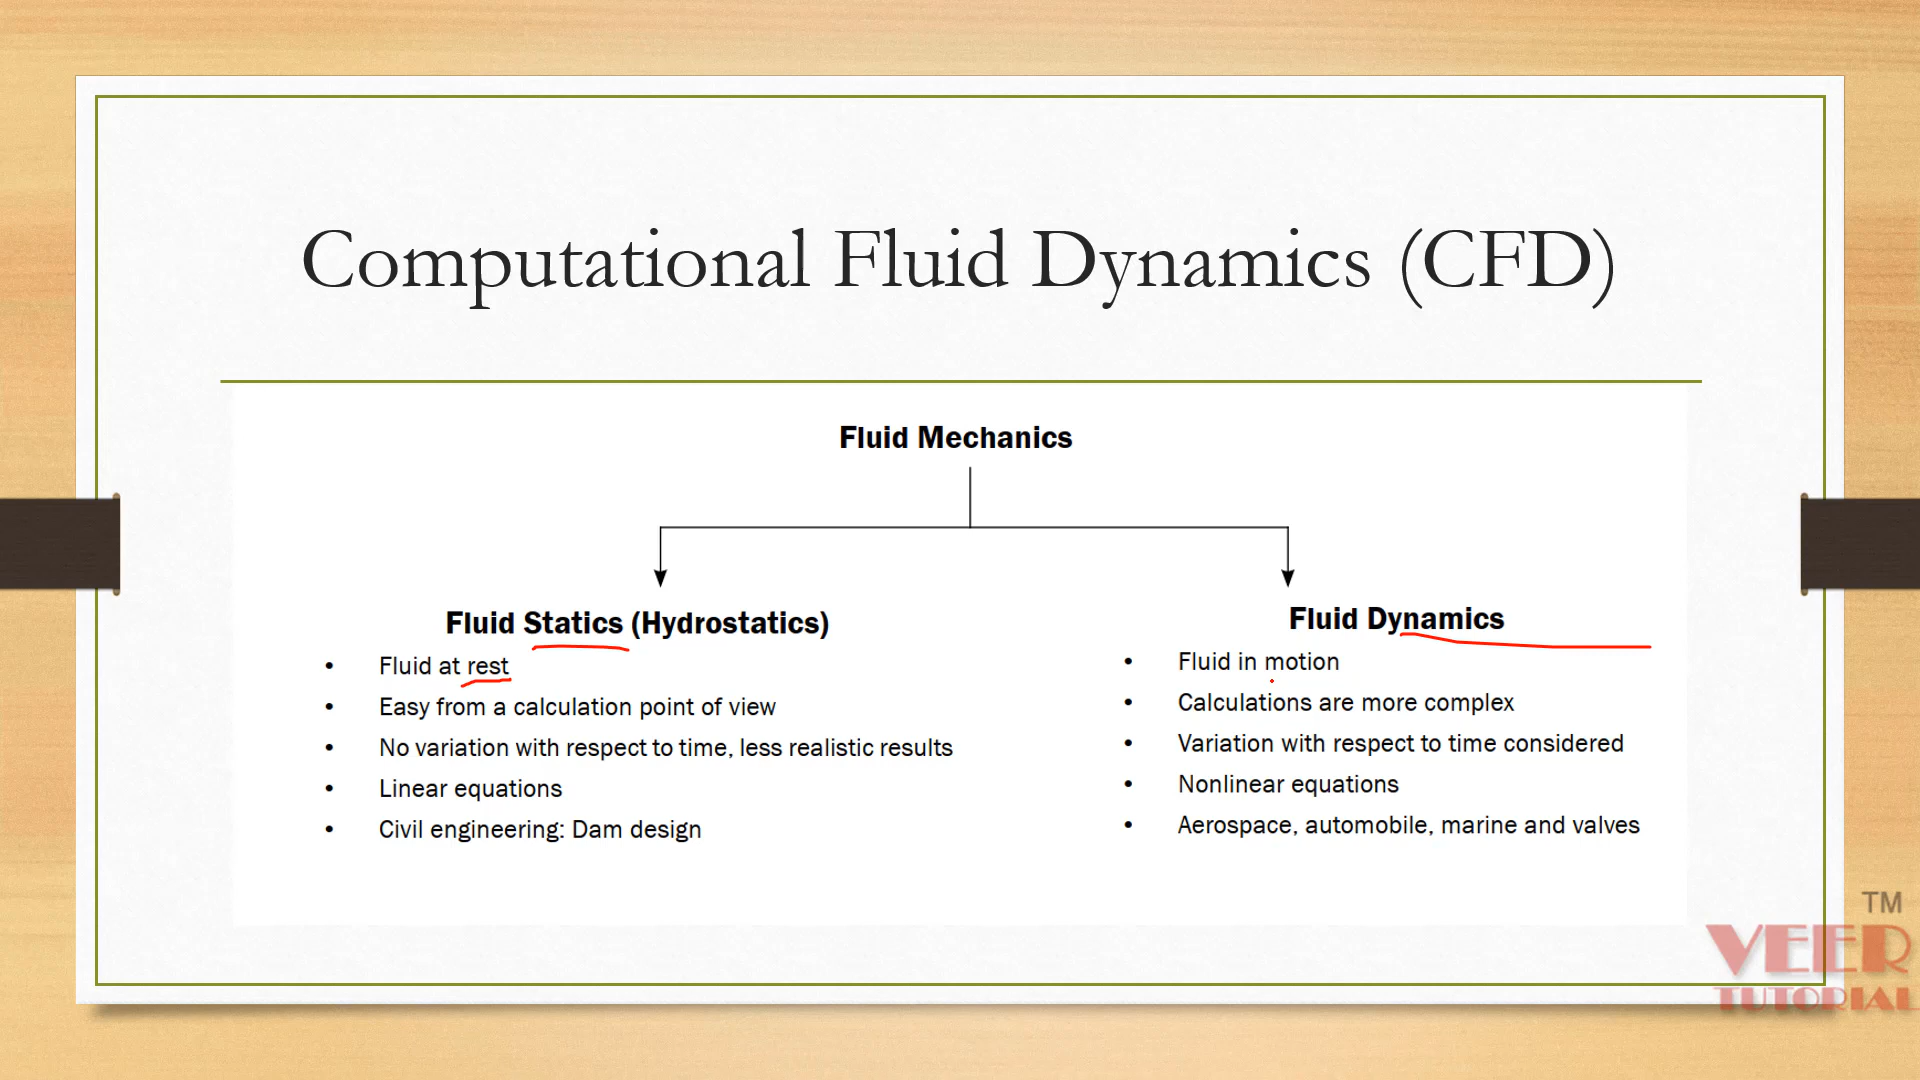 Computational Fluid Dynamics (CFD)
Fluid Mechanics
Fluid Statics (Hydrostatics)
• Fluid at rest
• Easy from a calculation point of view
• No variation with respect to time, less realistic results
• Linear equations
• Civil engineering: Dam design
Fluid Dynamics
• Fluid in motion
• Calculations are more complex
• Variation with respect to time considered
• Nonlinear equations
• Aerospace, automobile, marine and valves
TM
VEER
TUTORIAL